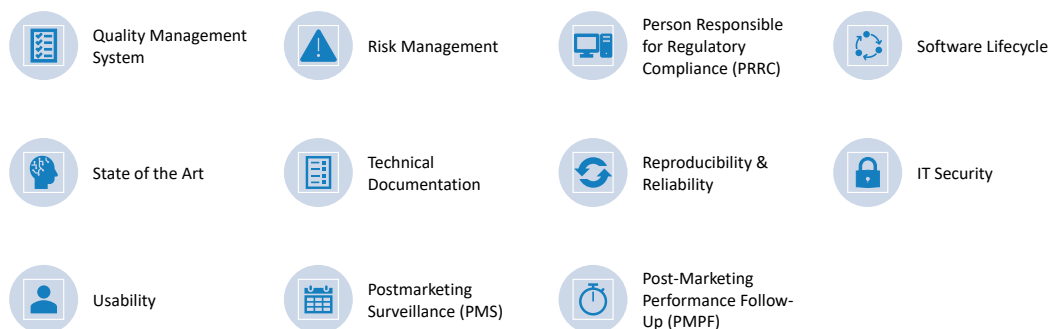 Quality Management
System
Risk Management
Person Responsible
for Regulatory
Compliance (PRRC)
Software Lifecycle
State of the Art
Technical
Documentation
Reproducibility &
Reliability
IT Security
Usability
Postmarketing
Surveillance (PMS)
Post-Marketing
Performance Follow-
Up (PMPF)